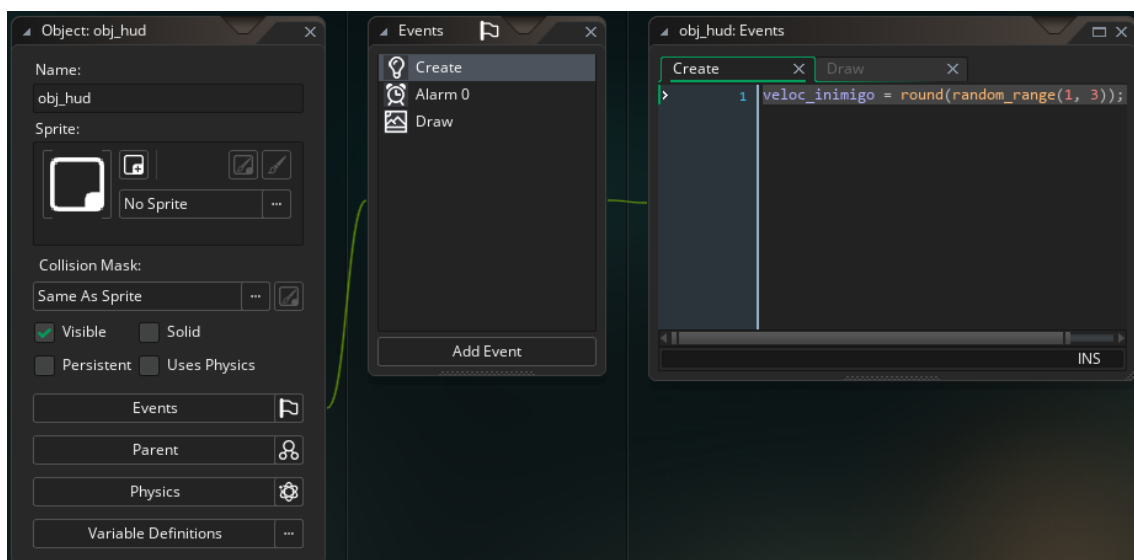 Object: obj_hud
Name:
obj_hud
Sprite:
No Sprite
...
Collision Mask:
Same As Sprite
...
Visible
Solid
Persistent
Uses Physics
Events
Parent
Physics
Variable Definitions
...
Events
Create
Alarm 0
Draw
Add Event
obj_hud: Events
Create
Draw
1 veloc_inimigo = round(random_range(1, 3));
INS